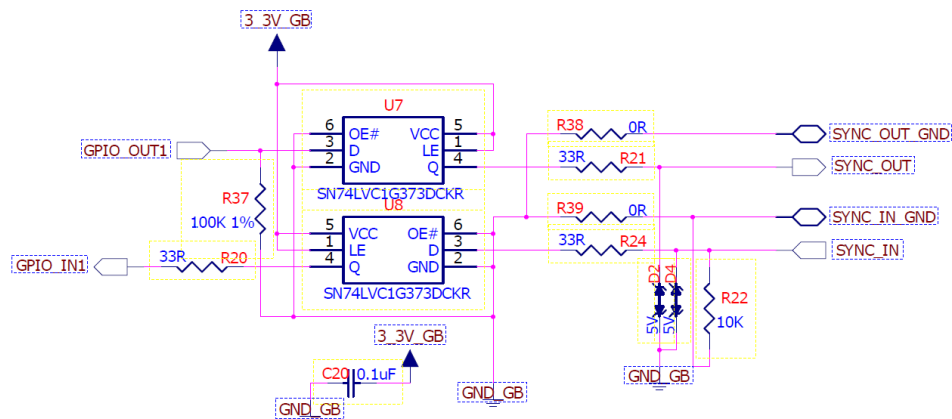 3_3V_GB
U7
6 OE# VCC 5
3 D LE 1
2 GND Q 4
SN74LVC1G373DCKR
GPIO_OUT1
R37
100K 1%
U8
5 VCC OE# 6
1 LE D 3
4 Q GND 2
SN74LVC1G373DCKR
33R R20
GPIO_IN1
R38 0R
SYNC_OUT_GND
33R R21
SYNC_OUT
R39 0R
SYNC_IN_GND
33R R24
SYNC_IN
D2
D4
5V
5V
R22
10K
GND_GB
3_3V_GB
C20 0.1uF
GND_GB
GND_GB